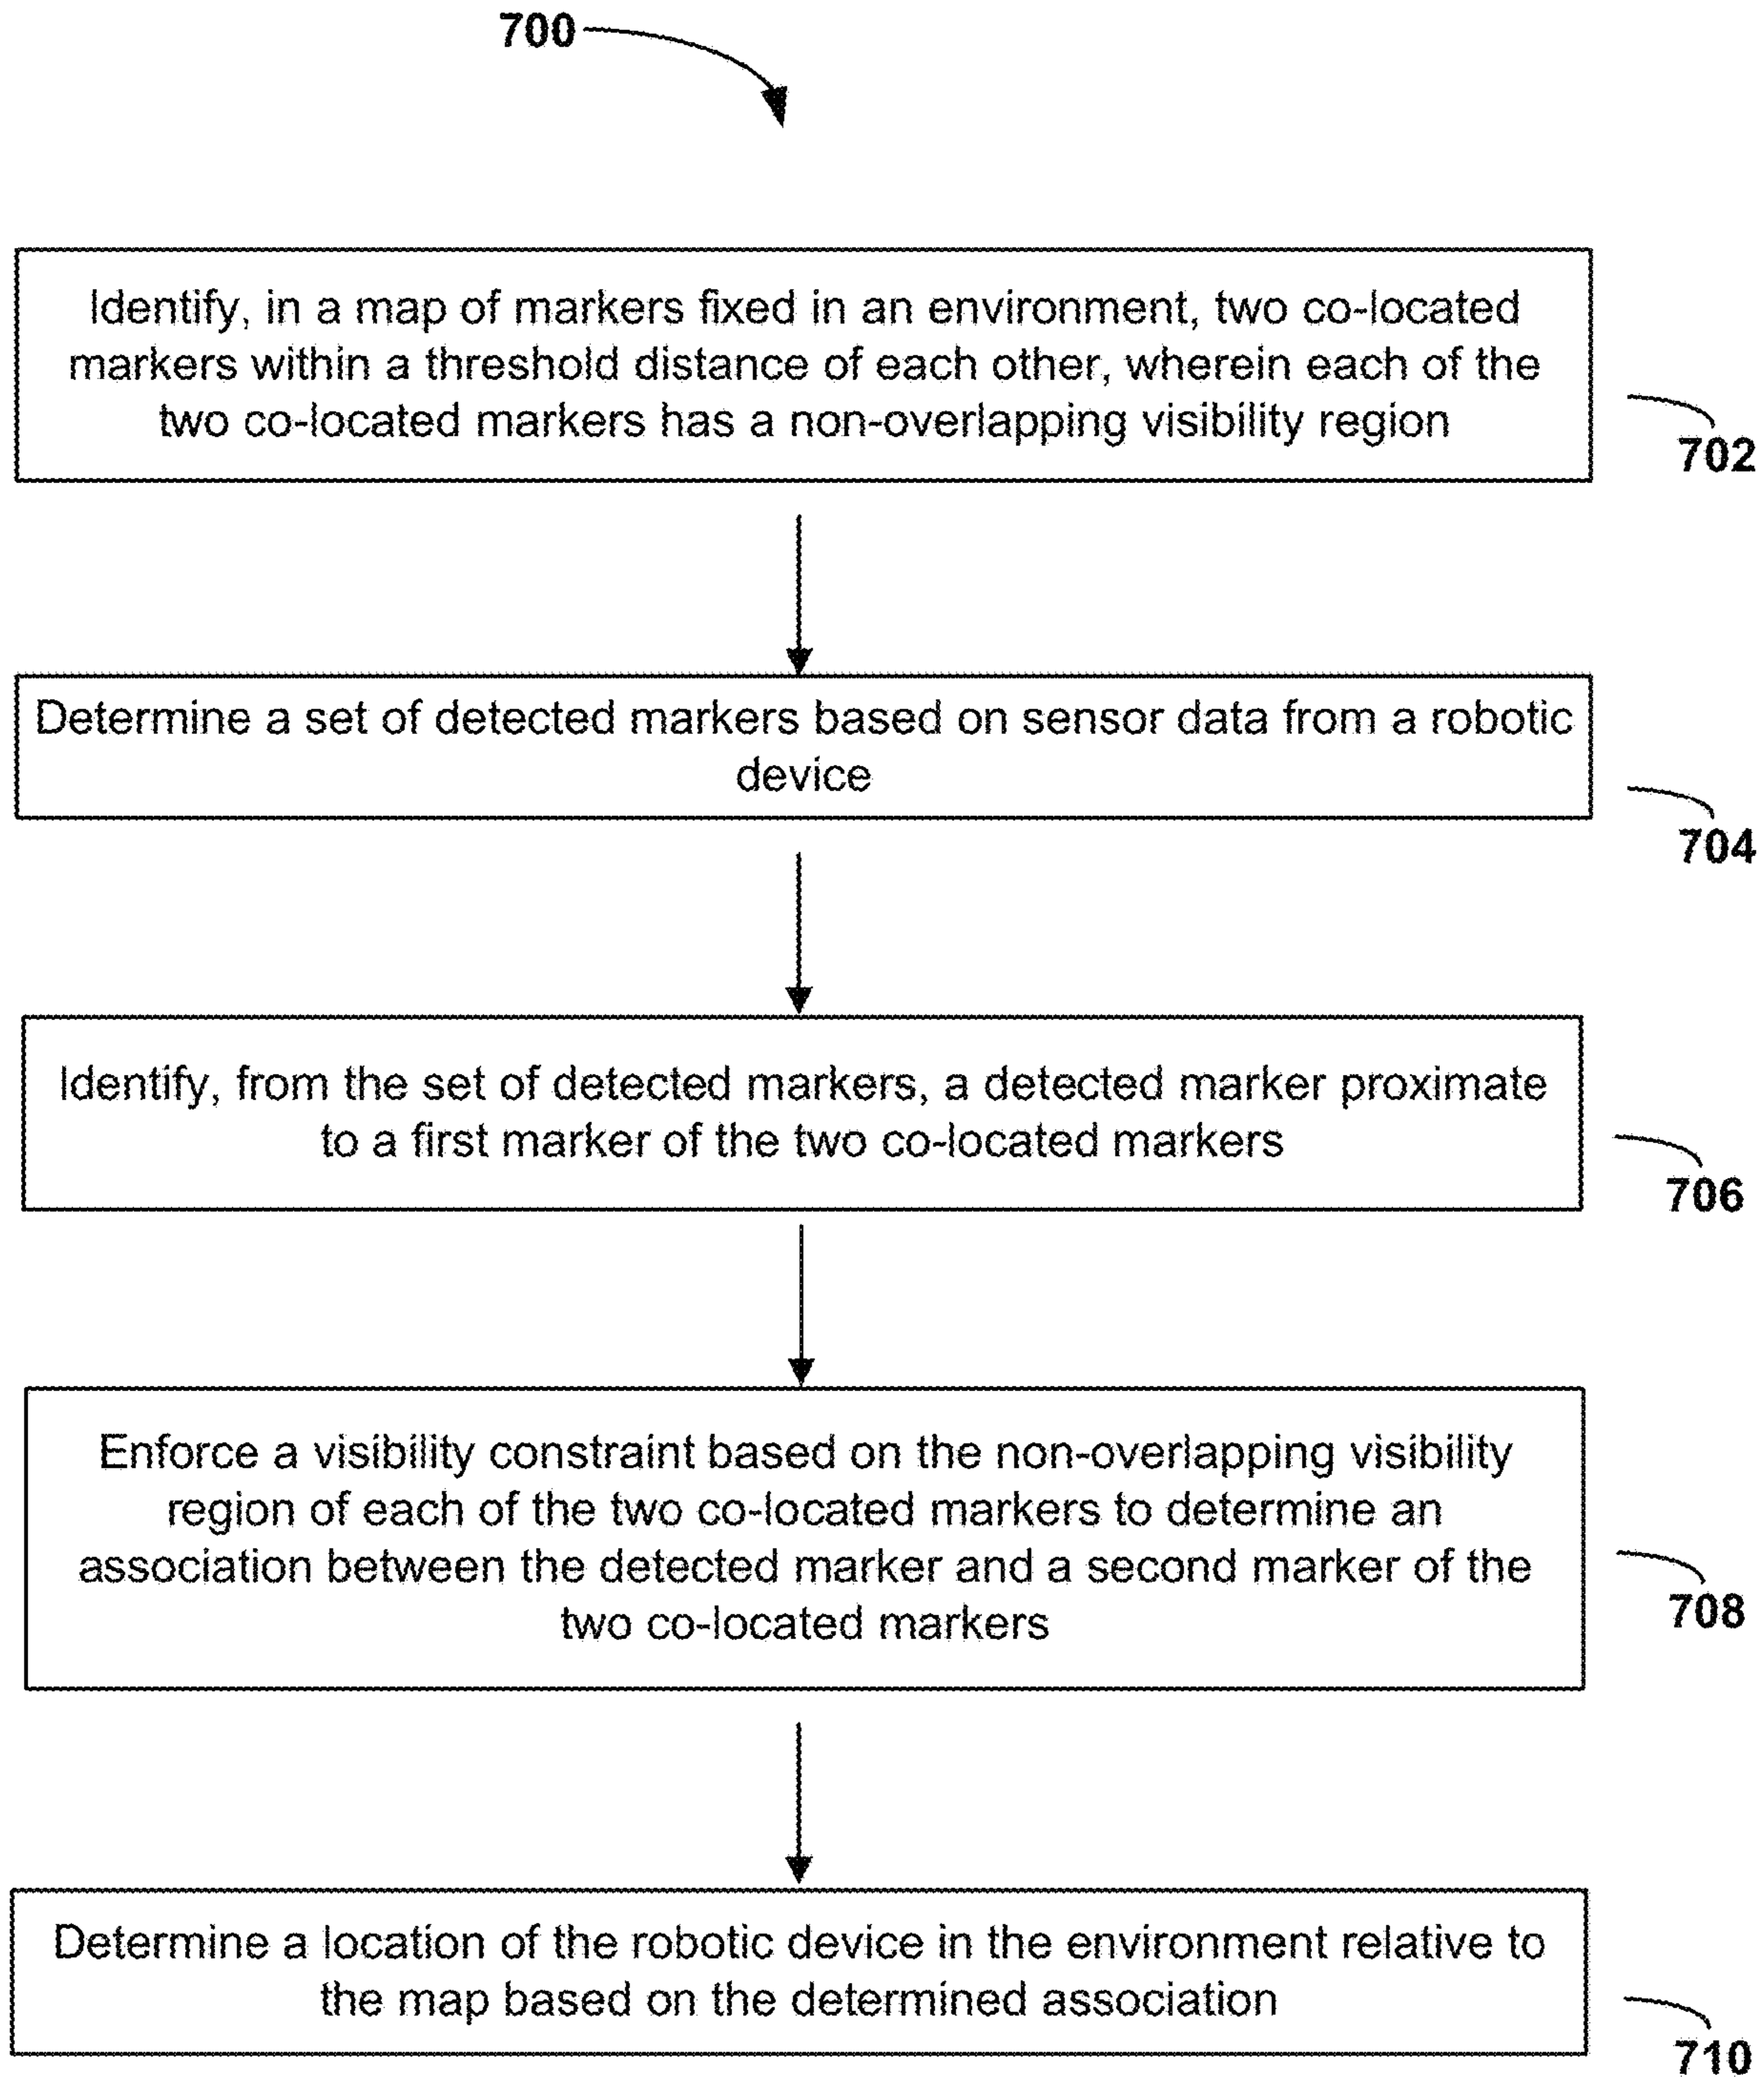 700
Identify, in a map of markers fixed in an environment, two co-located
markers within a threshold distance of each other, wherein each of the
two co-located markers has a non-overlapping visibility region
702
Determine a set of detected markers based on sensor data from a robotic
device
704
Identify, from the set of detected markers, a detected marker proximate
to a first marker of the two co-located markers
706
Enforce a visibility constraint based on the non-overlapping visibility
region of each of the two co-located markers to determine an
association between the detected marker and a second marker of the
two co-located markers
708
Determine a location of the robotic device in the environment relative to
the map based on the determined association
710